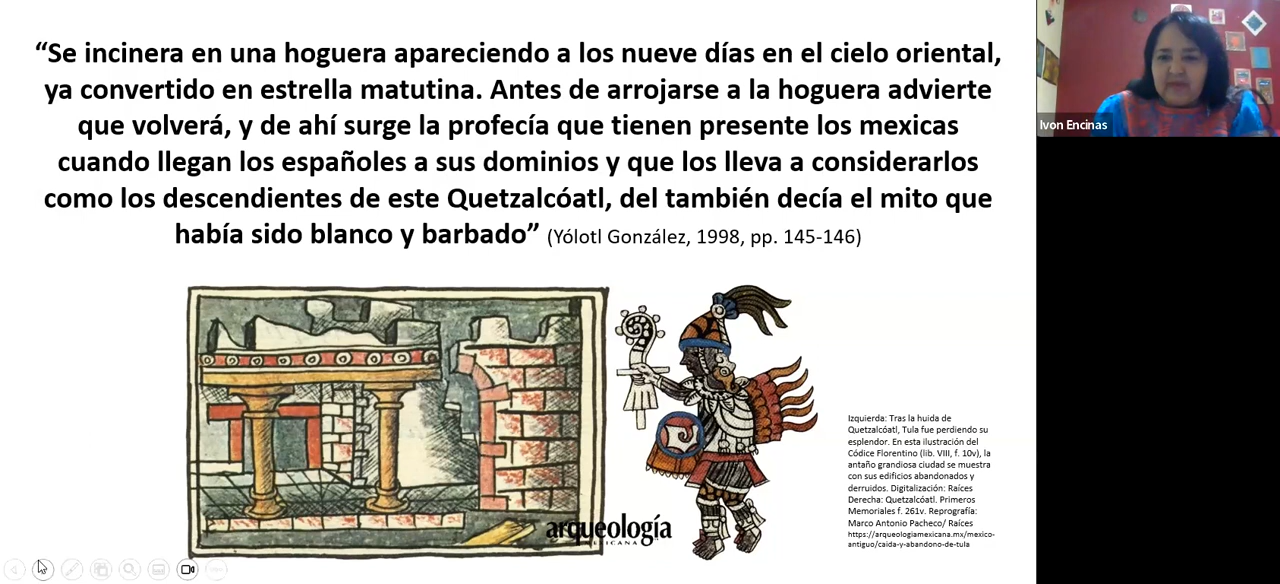 “Se incinera en una hoguera apareciendo a los nueve días en el cielo oriental,
ya convertido en estrella matutina. Antes de arrojarse a la hoguera advierte
que volverá, y de ahí surge la profecía que tienen presente los mexicas
cuando llegan los españoles a sus dominios y que los lleva a considerarlos
como los descendientes de este Quetzalcóatl, del también decía el mito que
había sido blanco y barbado” (Yólotl González, 1998, pp. 145-146)
Ivon Encinas
Izquierda: Tras la huida de
Quetzalcóatl, Tula fue perdiendo su
esplendor. En esta ilustración del
Códice Florentino (lib. VIII, f. 10v), la
antaño grandiosa ciudad se muestra
con sus edificios abandonados y
derruidos. Digitalización: Raíces
Derecha: Quetzalcóatl. Primeros
Memoriales f. 261v. Reprografía:
Marco Antonio Pacheco/ Raíces
https://arqueologiamexicana.mx/mexico-
antiguo/caida-y-abandono-de-tula
arqueología
MEXICANA